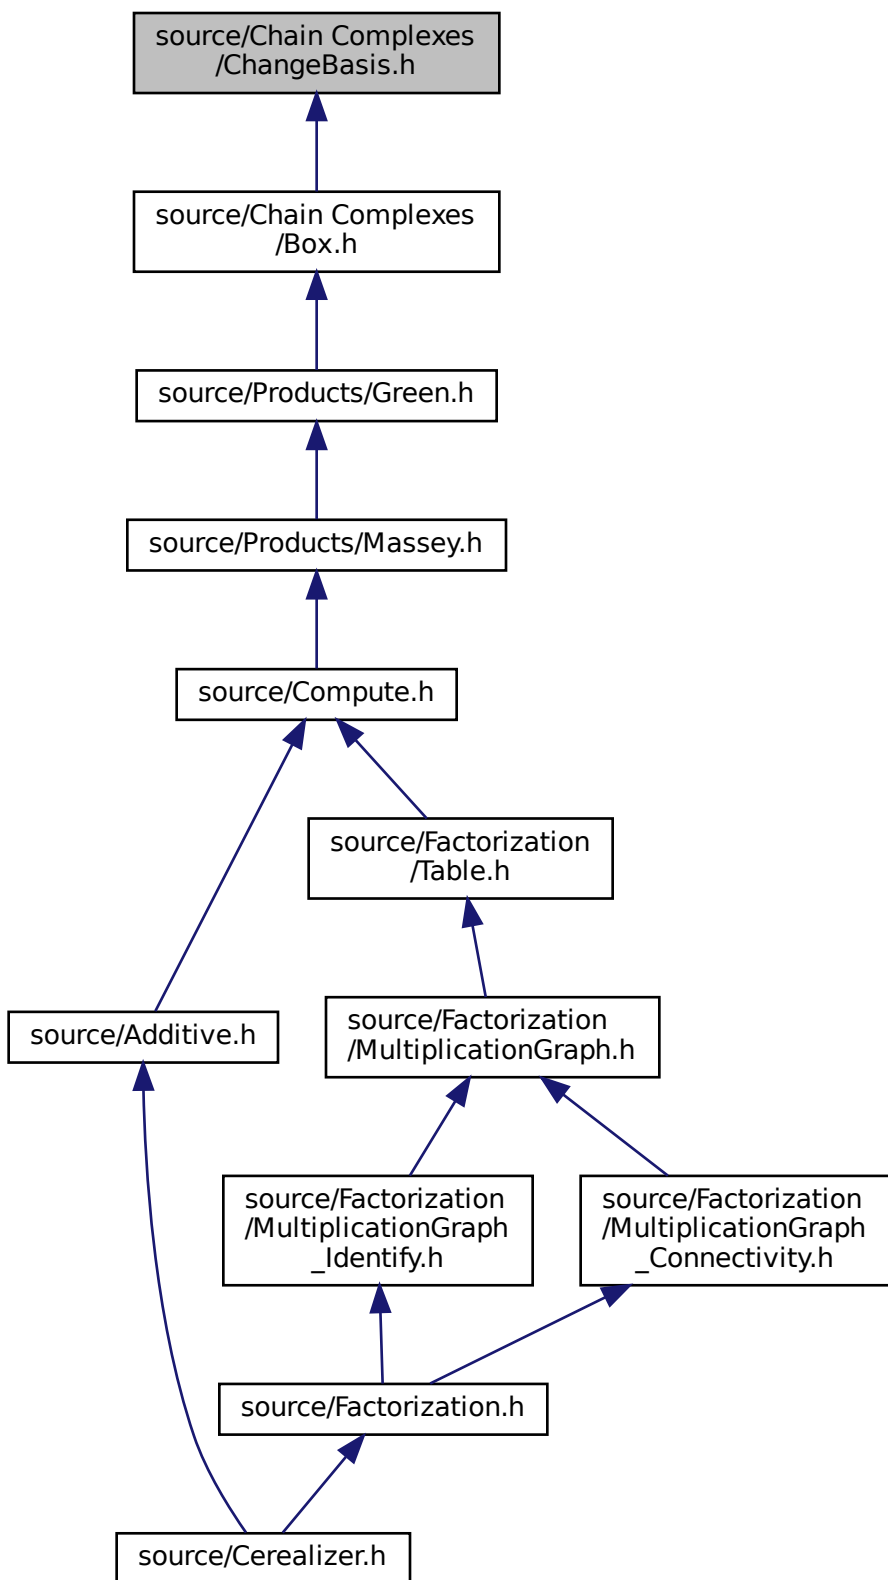 source/Chain Complexes
/ChangeBasis.h
source/Chain Complexes
/Box.h
source/Products/Green.h
source/Products/Massey.h
source/Compute.h
source/Factorization
/Table.h
source/Additive.h
source/Factorization
/MultiplicationGraph.h
source/Factorization
/MultiplicationGraph
_Identify.h
source/Factorization
/MultiplicationGraph
_Connectivity.h
source/Factorization.h
source/Cerealizer.h